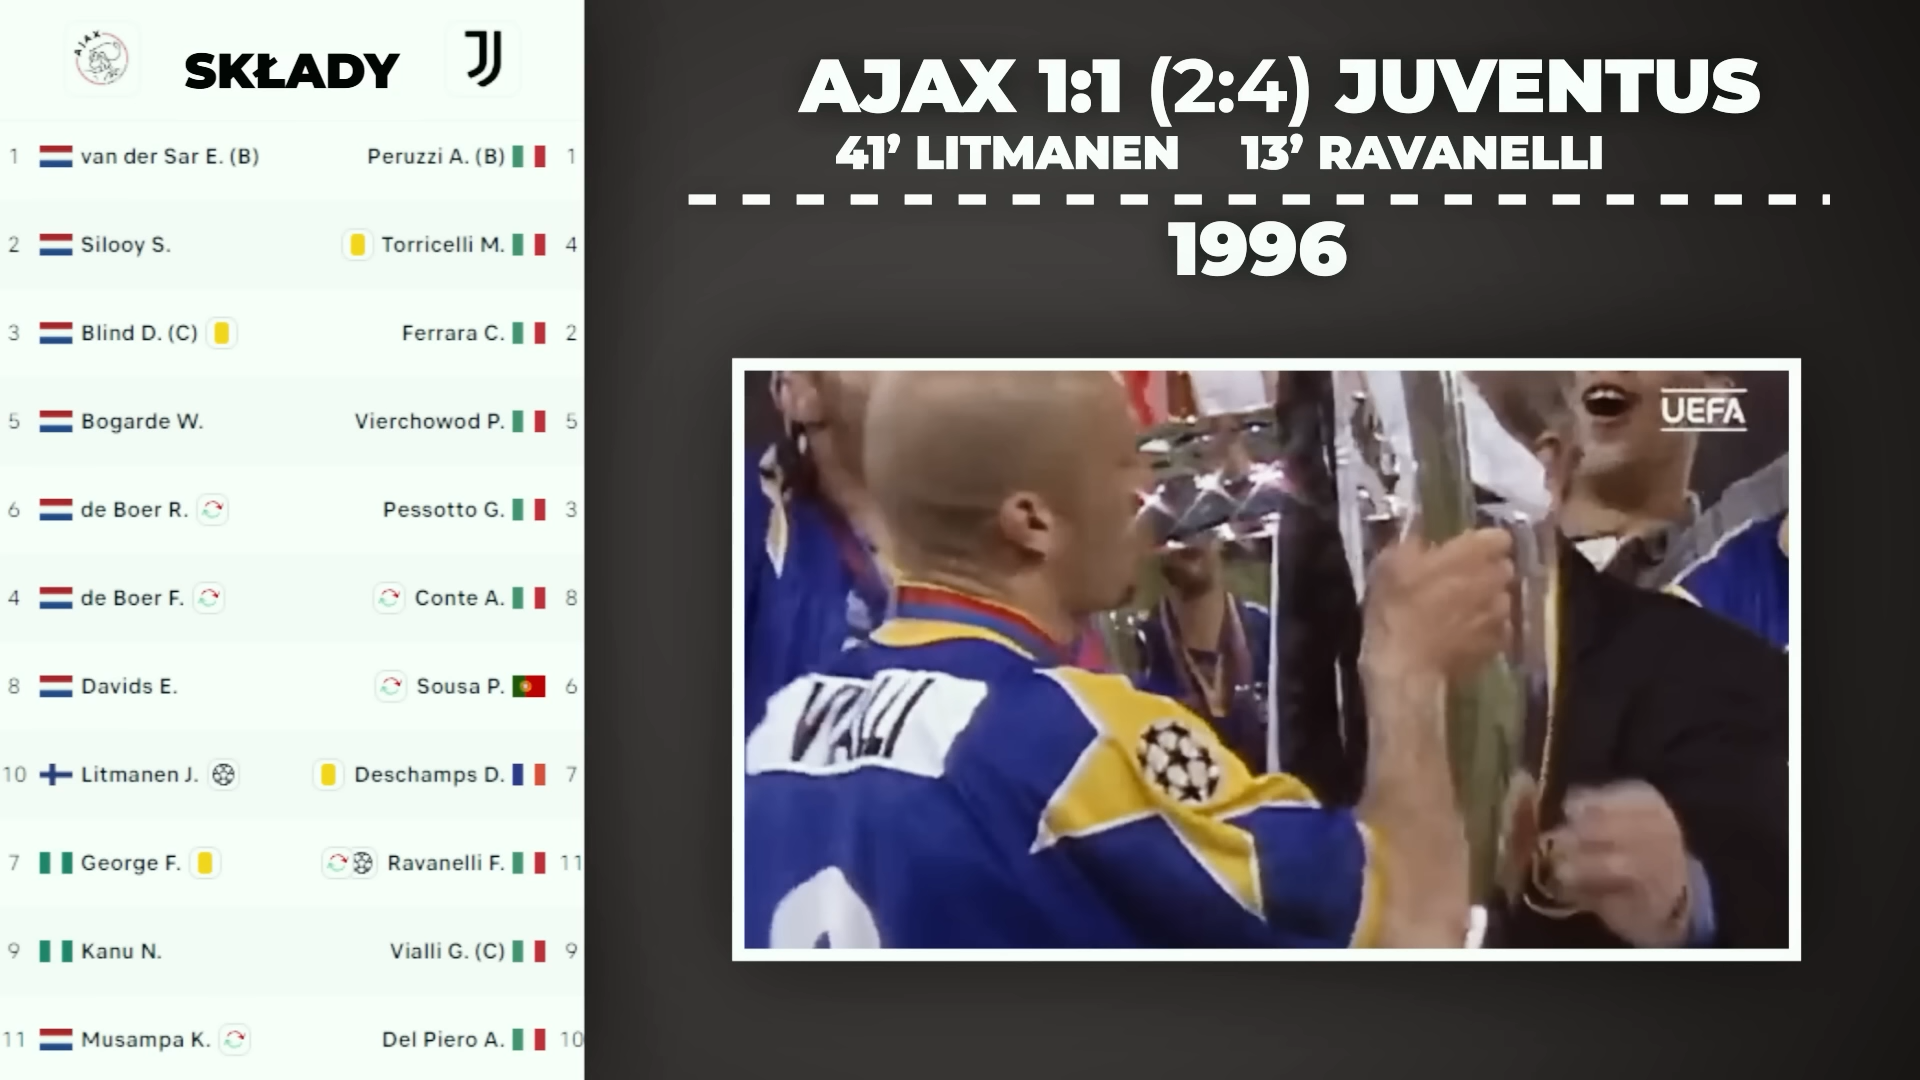 AJAX
SKŁADY
AJAX 1:1 (2:4) JUVENTUS
41’ LITMANEN 13’ RAVANELLI
1996
1 van der Sar E. (B) Peruzzi A. (B) 1
2 Silooy S. Torricelli M. 4
3 Blind D. (C) Ferrara C. 2
5 Bogarde W. Vierchowod P. 5
6 de Boer R. Pessotto G. 3
4 de Boer F. Conte A. 8
8 Davids E. Sousa P. 6
10 Litmanen J. Deschamps D. 7
7 George F. Ravanelli F. 11
9 Kanu N. Vialli G. (C) 9
11 Musampa K. Del Piero A. 10
UEFA
VIALLI